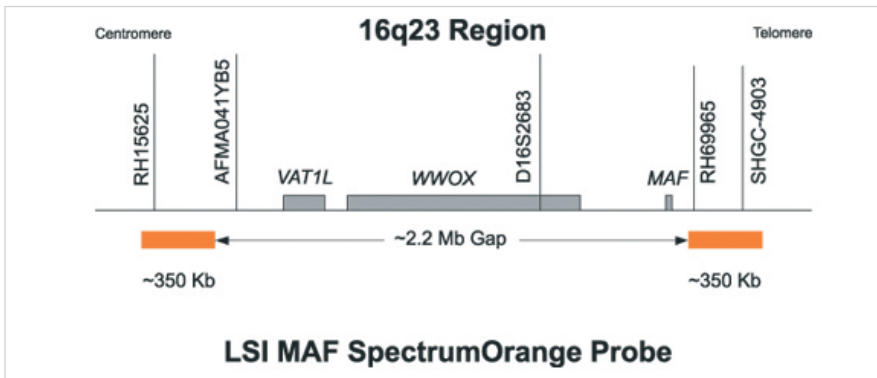 16q23 Region
Centromere
Telomere
RH15625
AFMA041YB5
D16S2683
RH69965
SHGC-4903
VAT1L
WWOX
MAF
~2.2 Mb Gap
~350 Kb
~350 Kb
LSI MAF SpectrumOrange Probe